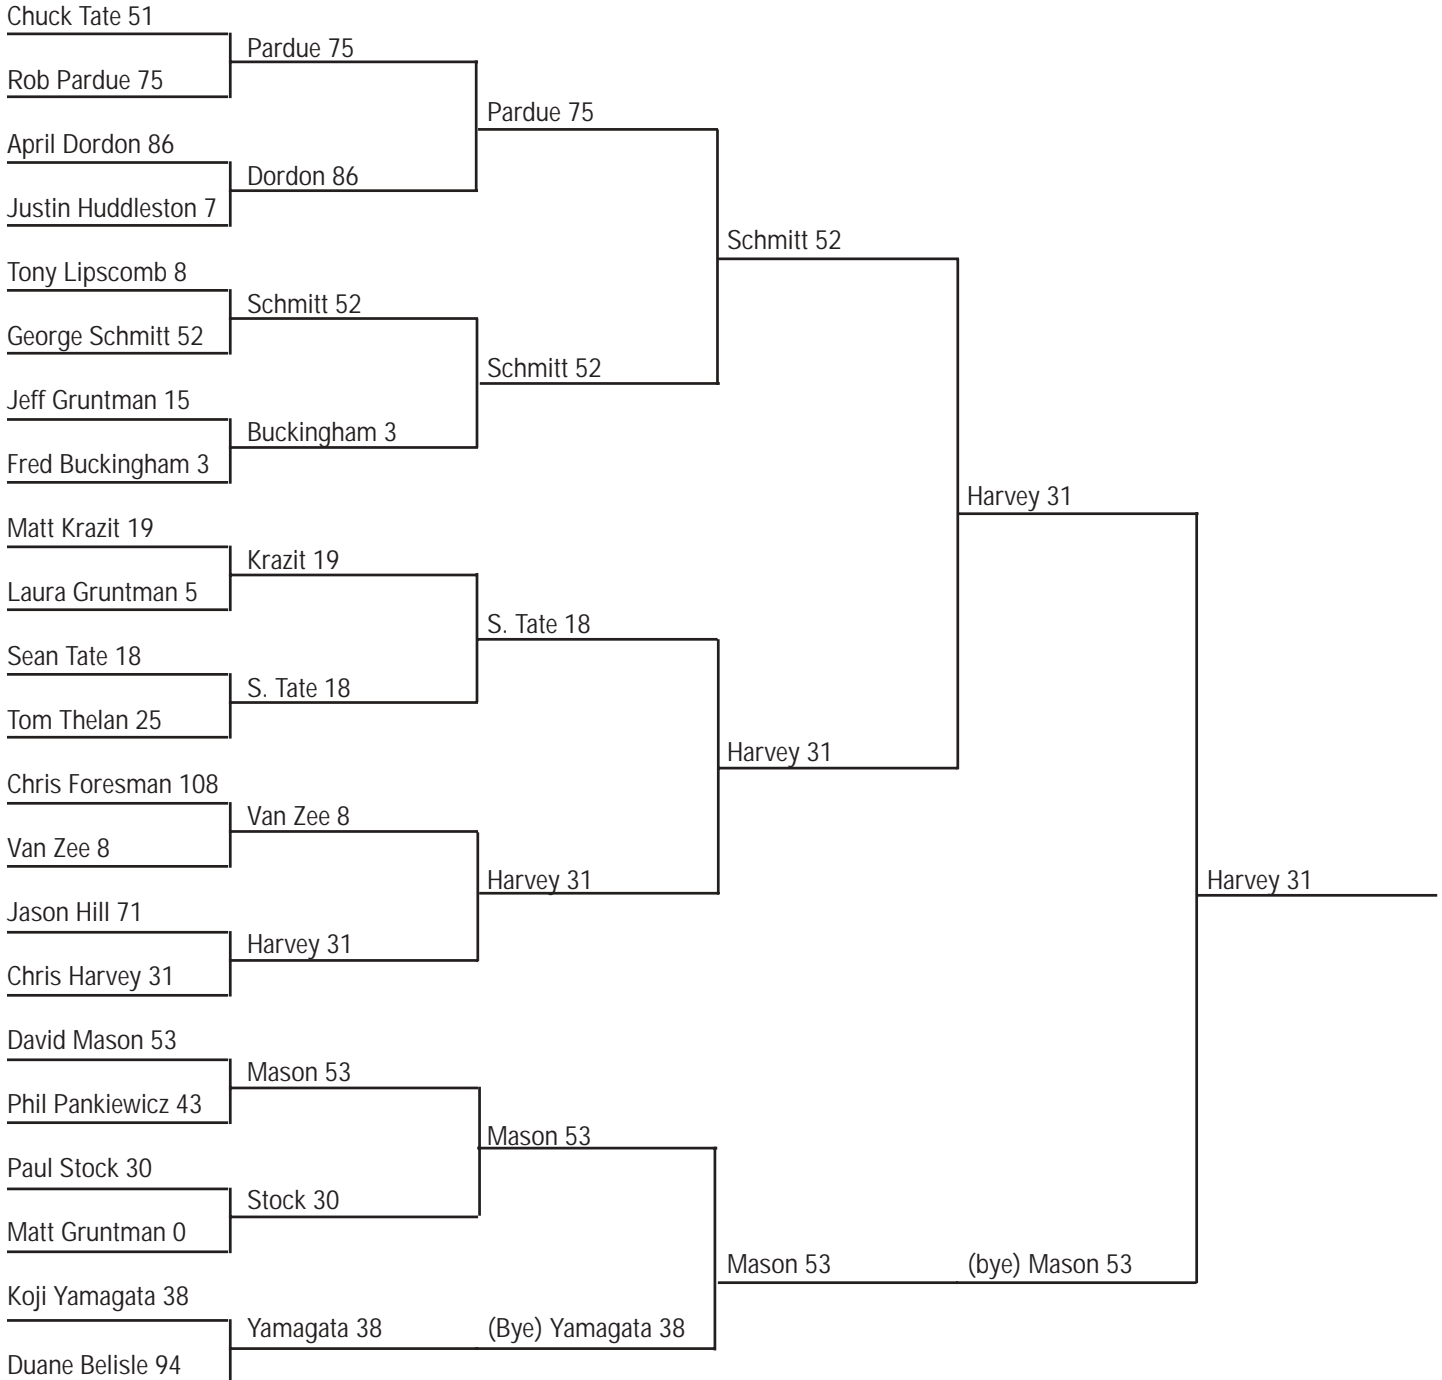 Chuck Tate 51
Pardue 75
Rob Pardue 75
Pardue 75
April Dordon 86
Dordon 86
Justin Huddleston 7
Schmitt 52
Tony Lipscomb 8
Schmitt 52
George Schmitt 52
Schmitt 52
Jeff Gruntman 15
Buckingham 3
Fred Buckingham 3
Harvey 31
Matt Krazit 19
Krazit 19
Laura Gruntman 5
S. Tate 18
Sean Tate 18
S. Tate 18
Tom Thelan 25
Harvey 31
Chris Foresman 108
Van Zee 8
Van Zee 8
Harvey 31
Harvey 31
Jason Hill 71
Harvey 31
Chris Harvey 31
David Mason 53
Mason 53
Phil Pankiewicz 43
Mason 53
Paul Stock 30
Stock 30
Matt Gruntman 0
Mason 53
(bye) Mason 53
Koji Yamagata 38
Yamagata 38
(Bye) Yamagata 38
Duane Belisle 94